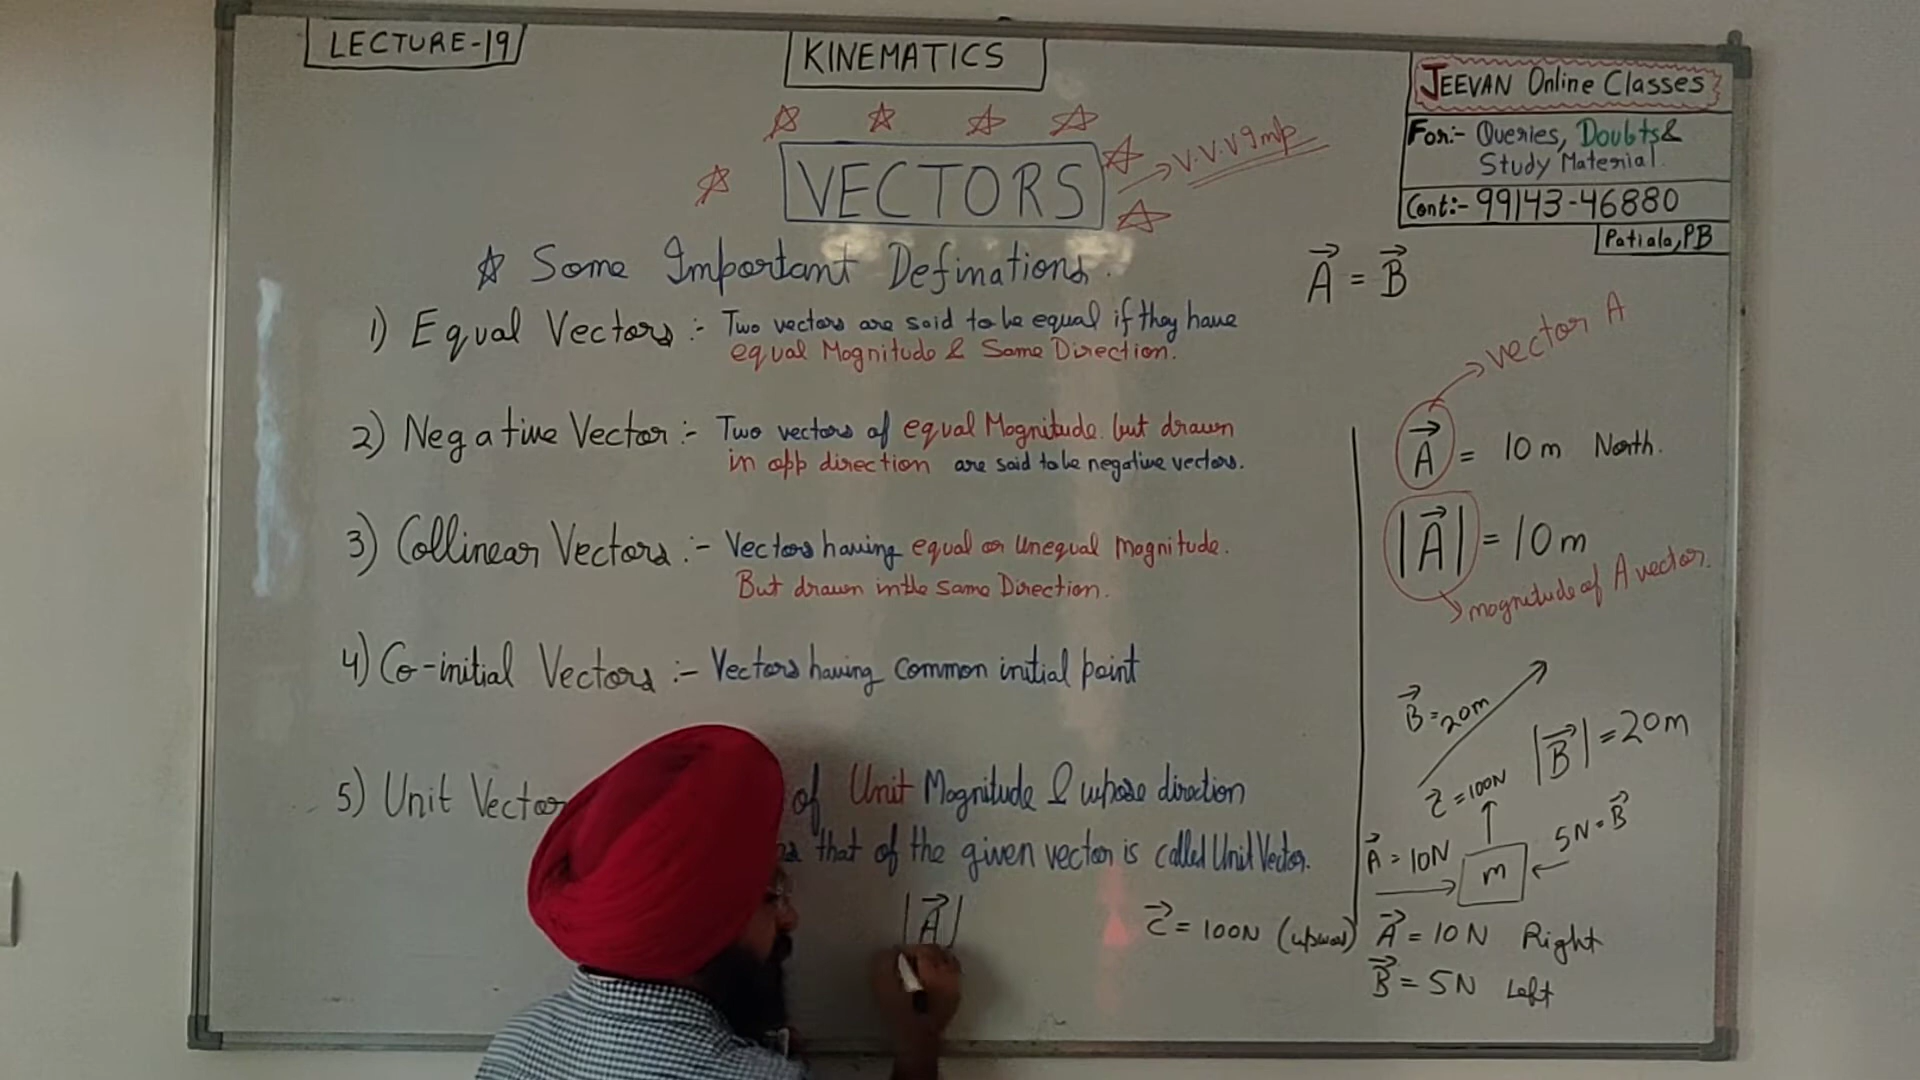 LECTURE-19
KINEMATICS
JEEVAN Online Classes
For:- Queries, Doubts &
Study Material.
Cont:- 99143-46880
Patiala, PB
VECTORS → V.V.V Imp
☆ Some Important Definations.
1) Equal Vectors :- Two vectors are said to be equal if they have
equal Magnitude & Same Direction.
2) Negative Vector :- Two vectors of equal Magnitude but drawn
in opp direction are said to be negative vectors.
3) Collinear Vectors :- Vectors having equal or Unequal Magnitude.
But drawn in the same Direction.
4) Co-initial Vectors :- Vectors having common initial point
5) Unit Vector of Unit Magnitude & whose direction
that of the given vector is called Unit Vector.
|A⃗|
C⃗ = 100N
A⃗ = B⃗
vector A
A⃗ = 10 m North.
|A⃗| = 10 m
magnitude of A vector.
B⃗ = 20m
|B⃗| = 20m
C⃗ = 100N
5N = B⃗
A⃗ = 10N
m
A⃗ = 10 N Right
B⃗ = 5N Left